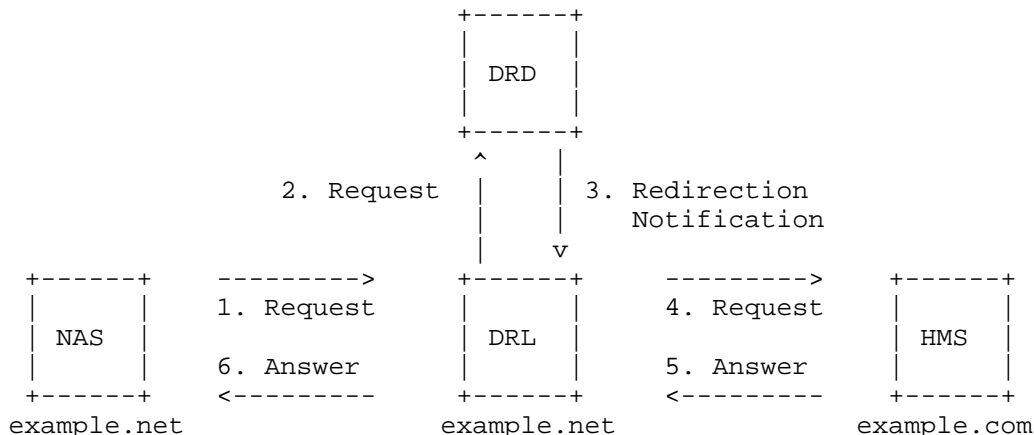 DRD
2. Request 3. Redirection
Notification
1. Request 4. Request
NAS DRL HMS
6. Answer 5. Answer
example.net example.net example.com